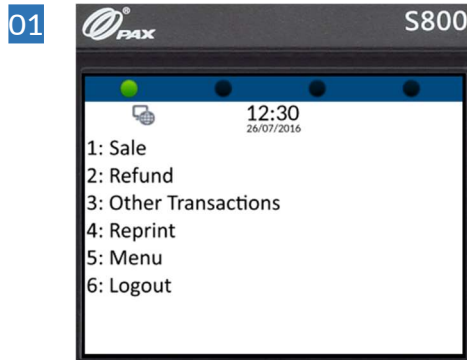 01
PAX
S800
12:30
26/07/2016
1: Sale
2: Refund
3: Other Transactions
4: Reprint
5: Menu
6: Logout